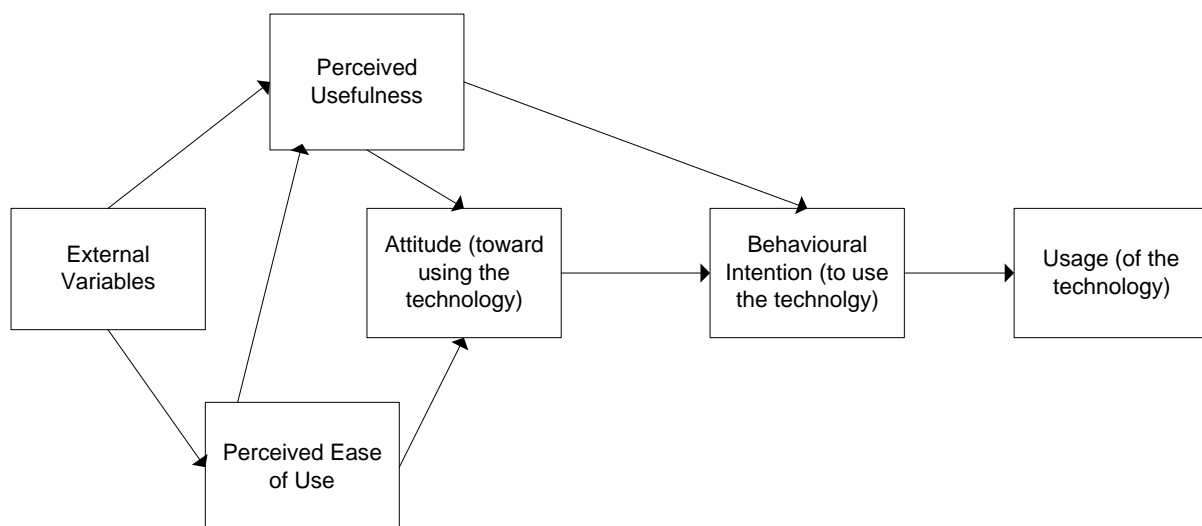 Perceived
Usefulness
External
Variables
Attitude (toward
using the
technology)
Behavioural
Intention (to use
the technolgy)
Usage (of the
technology)
Perceived Ease
of Use